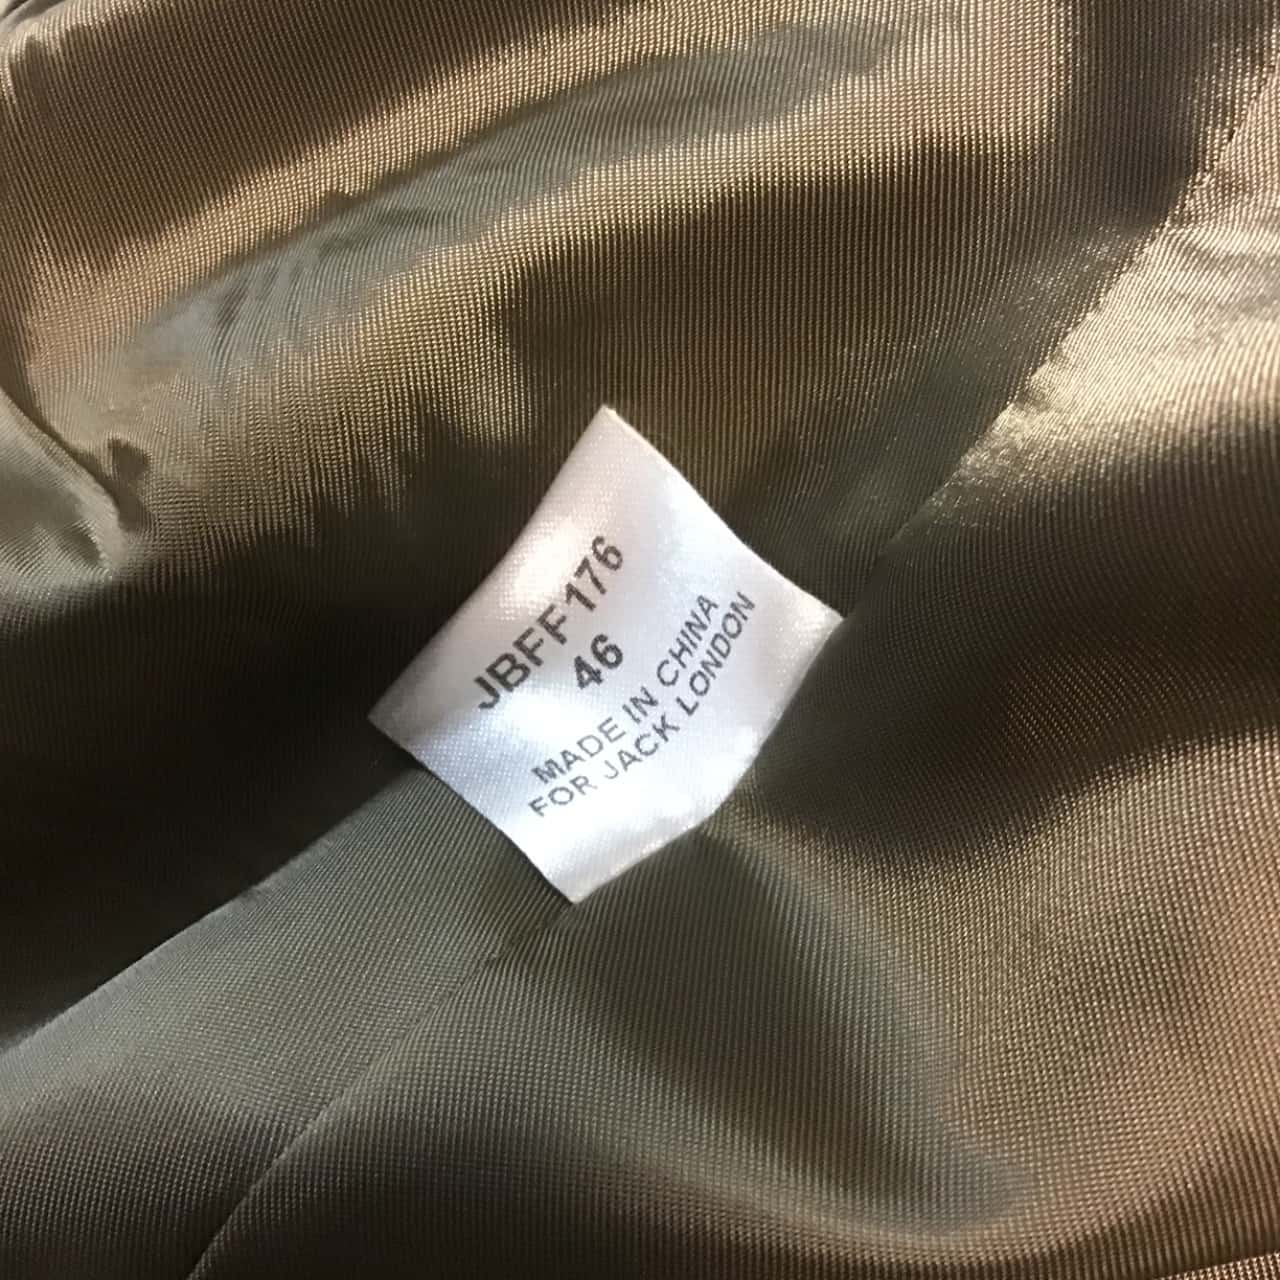 JBFF176
46
MADE IN CHINA
FOR JACK LONDON